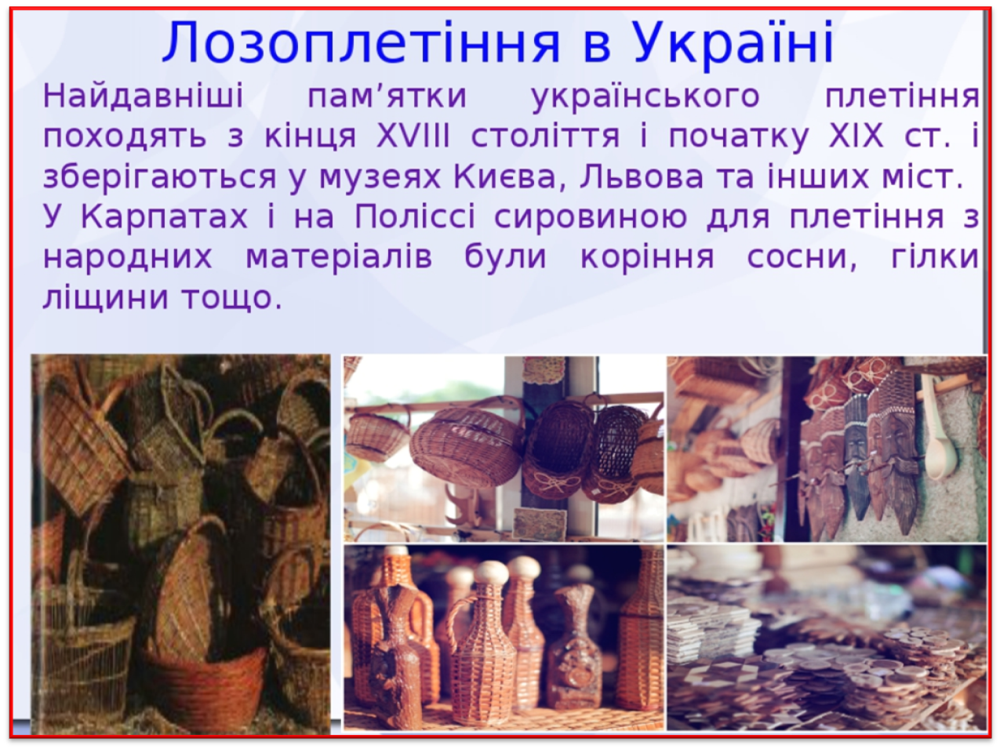 Лозоплетіння в Україні
Найдавніші пам’ятки українського плетіння
походять з кінця XVIII століття і початку XIX ст. і
зберігаються у музеях Києва, Львова та інших міст.
У Карпатах і на Поліссі сировиною для плетіння з
народних матеріалів були коріння сосни, гілки
ліщини тощо.